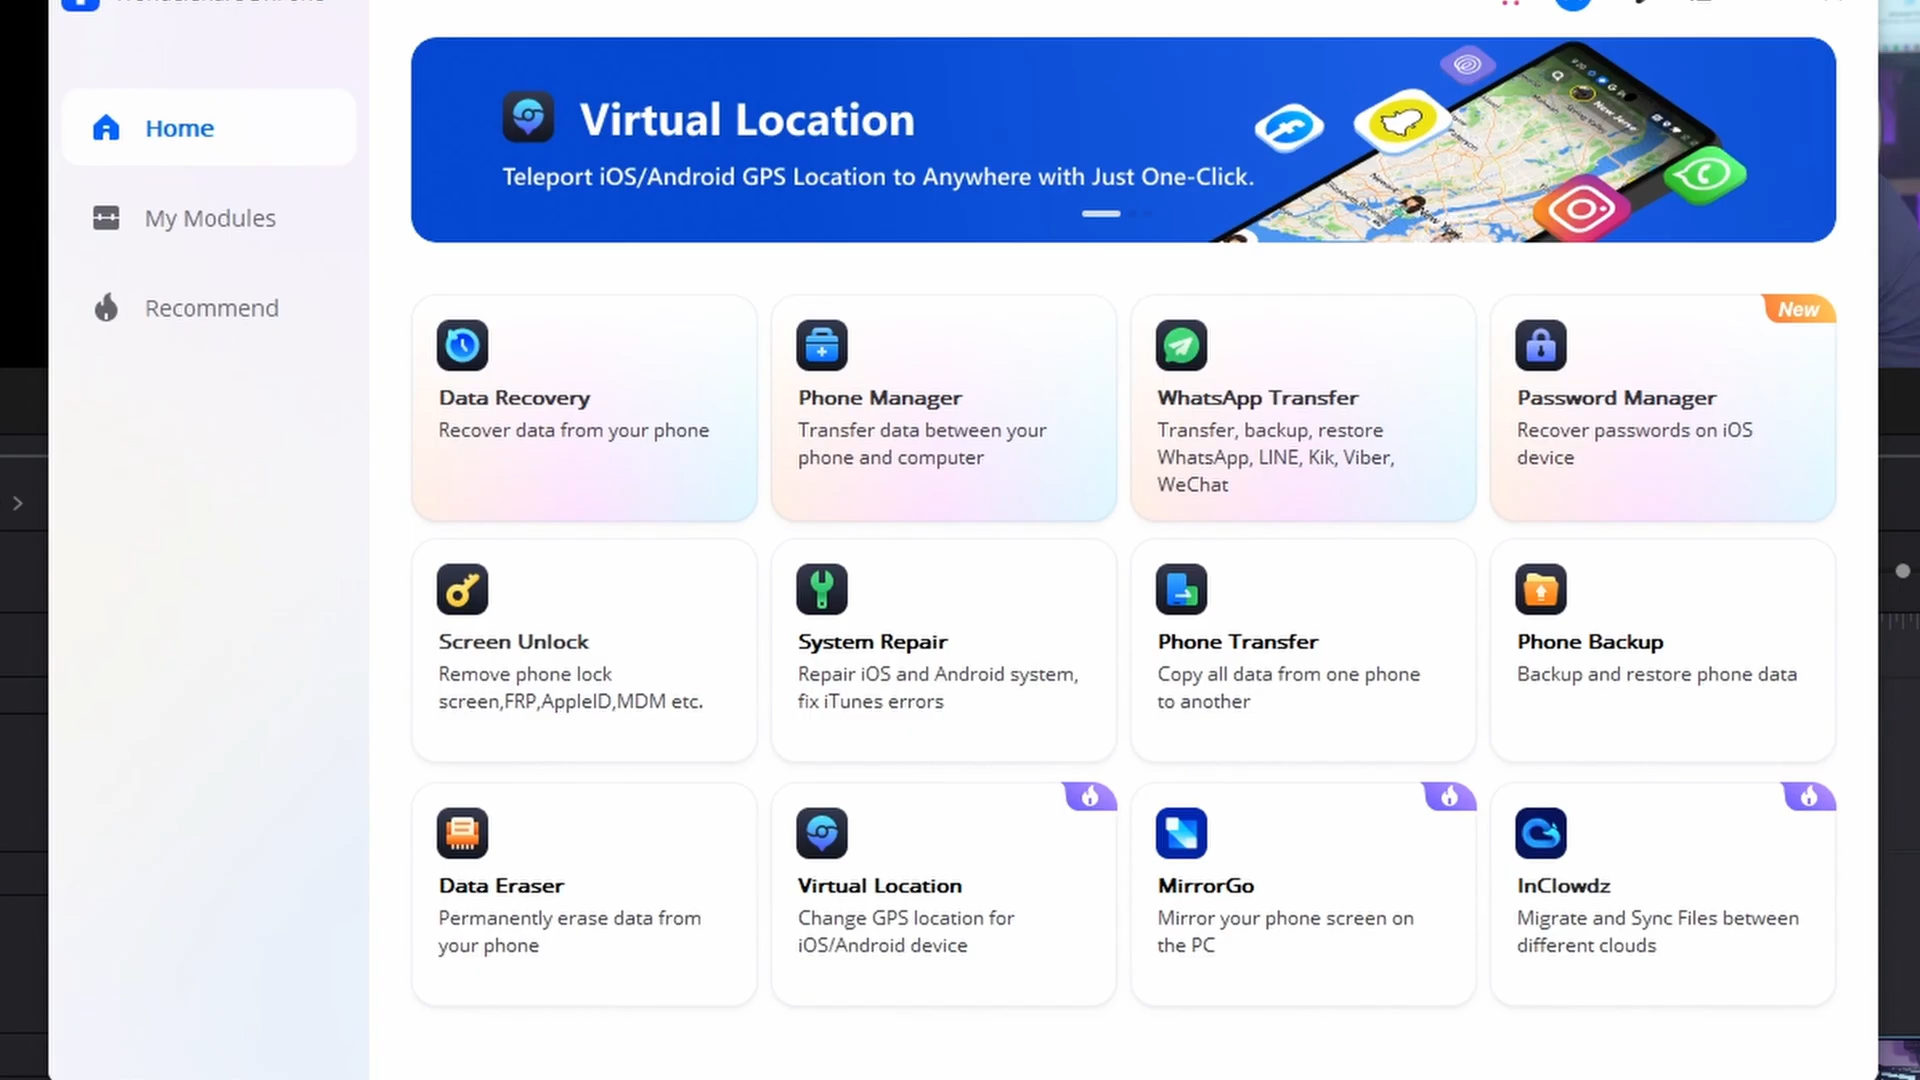 Home
My Modules
Recommend
Virtual Location
Teleport iOS/Android GPS Location to Anywhere with Just One-Click.
New
Data Recovery
Recover data from your phone
Phone Manager
Transfer data between your
phone and computer
WhatsApp Transfer
Transfer, backup, restore
WhatsApp, LINE, Kik, Viber,
WeChat
Password Manager
Recover passwords on iOS
device
Screen Unlock
Remove phone lock
screen,FRP,AppleID,MDM etc.
System Repair
Repair iOS and Android system,
fix iTunes errors
Phone Transfer
Copy all data from one phone
to another
Phone Backup
Backup and restore phone data
Data Eraser
Permanently erase data from
your phone
Virtual Location
Change GPS location for
iOS/Android device
MirrorGo
Mirror your phone screen on
the PC
InClowdz
Migrate and Sync Files between
different clouds